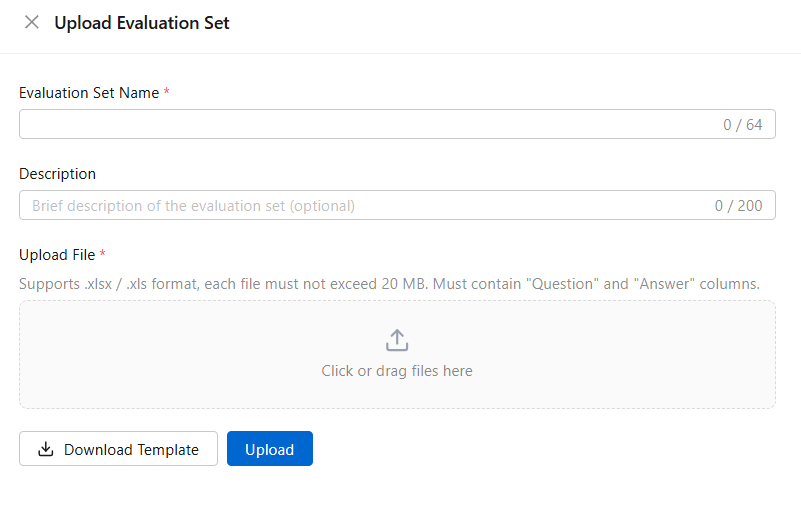 Upload Evaluation Set
Evaluation Set Name *
0 / 64
Description
Brief description of the evaluation set (optional)
0 / 200
Upload File *
Supports .xlsx / .xls format, each file must not exceed 20 MB. Must contain "Question" and "Answer" columns.
Click or drag files here
Download Template
Upload